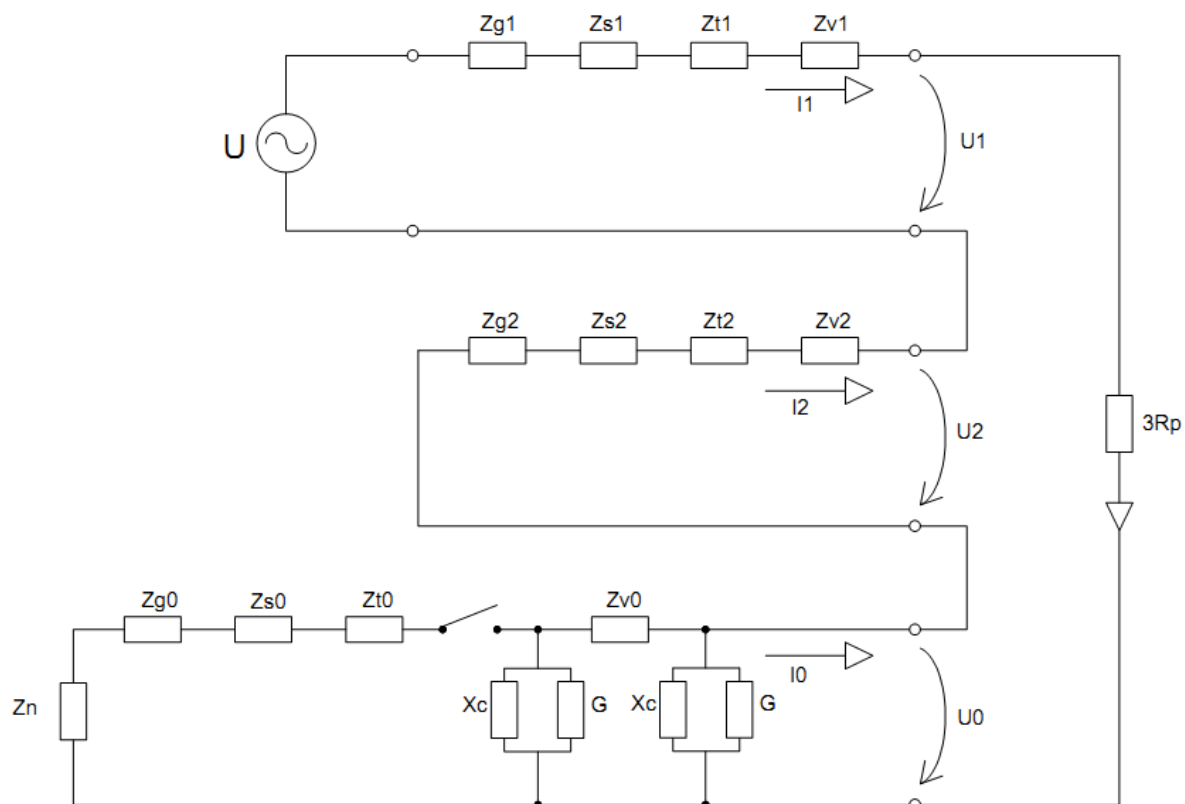 Zg1 Zs1 Zt1 Zv1
I1
U
U1
Zg2 Zs2 Zt2 Zv2
I2
U2
3Rp
Zg0 Zs0 Zt0 Zv0
I0
Zn
Xc G Xc G
U0